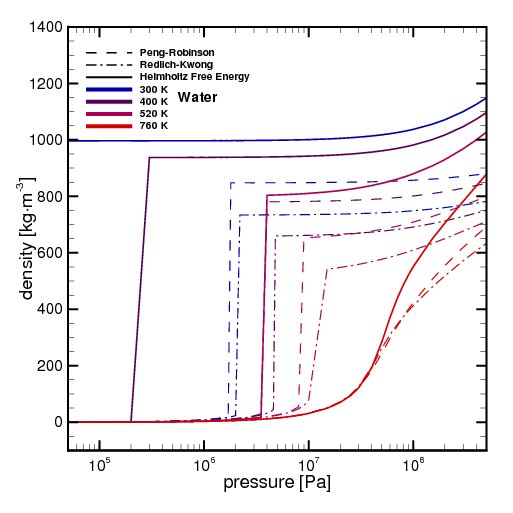 1400
1200
1000
800
600
400
200
0
density [kg·m⁻³]
Peng-Robinson
Redlich-Kwong
Helmholtz Free Energy
300 K
400 K
520 K
760 K
Water
10⁵
10⁶
10⁷
10⁸
pressure [Pa]